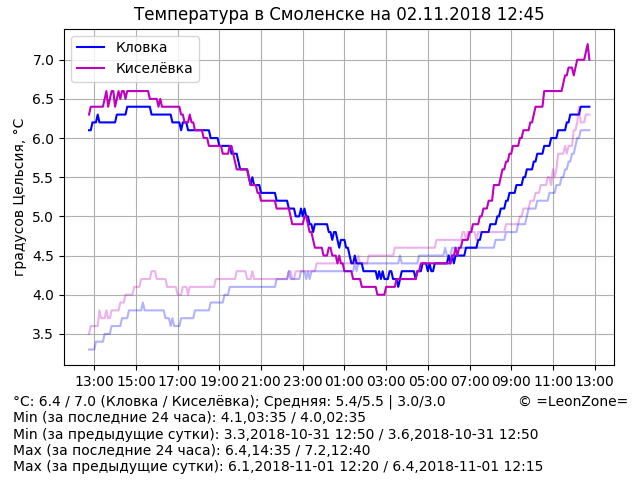 Температура в Смоленске на 02.11.2018 12:45
Кловка
Киселёвка
градусов Цельсия, °C
7.0
6.5
6.0
5.5
5.0
4.5
4.0
3.5
13:00 15:00 17:00 19:00 21:00 23:00 01:00 03:00 05:00 07:00 09:00 11:00 13:00
°C: 6.4 / 7.0 (Кловка / Киселёвка); Средняя: 5.4/5.5 | 3.0/3.0 © =LeonZone=
Min (за последние 24 часа): 4.1,03:35 / 4.0,02:35
Min (за предыдущие сутки): 3.3,2018-10-31 12:50 / 3.6,2018-10-31 12:50
Max (за последние 24 часа): 6.4,14:35 / 7.2,12:40
Max (за предыдущие сутки): 6.1,2018-11-01 12:20 / 6.4,2018-11-01 12:15